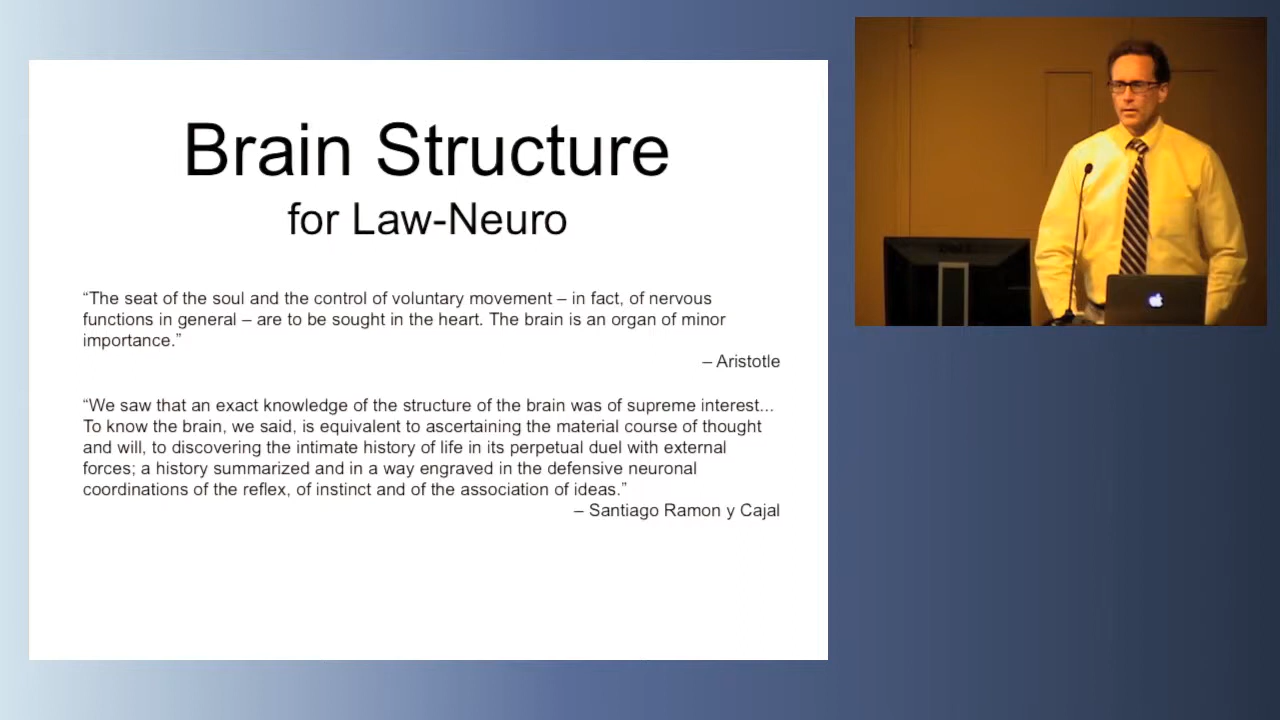 Brain Structure
for Law-Neuro
“The seat of the soul and the control of voluntary movement – in fact, of nervous
functions in general – are to be sought in the heart. The brain is an organ of minor
importance.”
– Aristotle
“We saw that an exact knowledge of the structure of the brain was of supreme interest...
To know the brain, we said, is equivalent to ascertaining the material course of thought
and will, to discovering the intimate history of life in its perpetual duel with external
forces; a history summarized and in a way engraved in the defensive neuronal
coordinations of the reflex, of instinct and of the association of ideas.”
– Santiago Ramon y Cajal